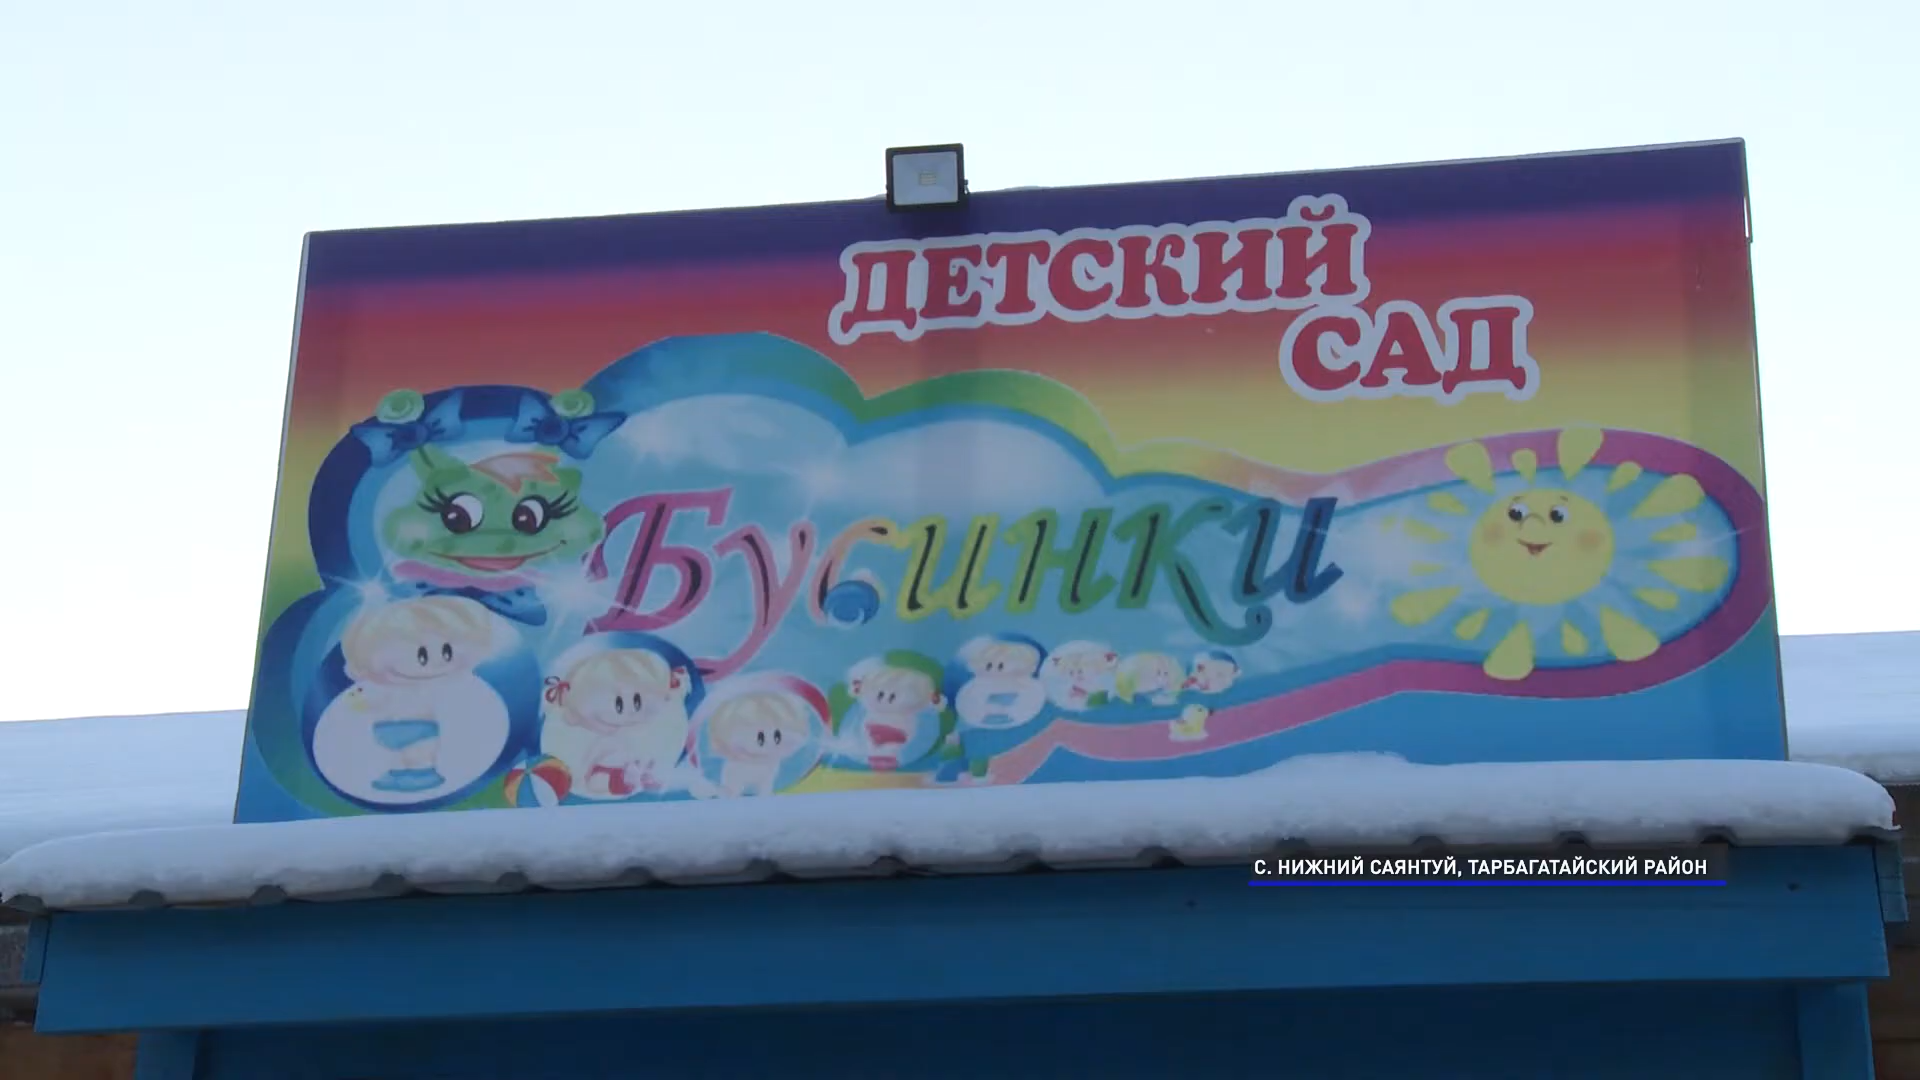 ДЕТСКИЙ
САД
Бусинки
С. НИЖНИЙ САЯНТУЙ, ТАРБАГАТАЙСКИЙ РАЙОН